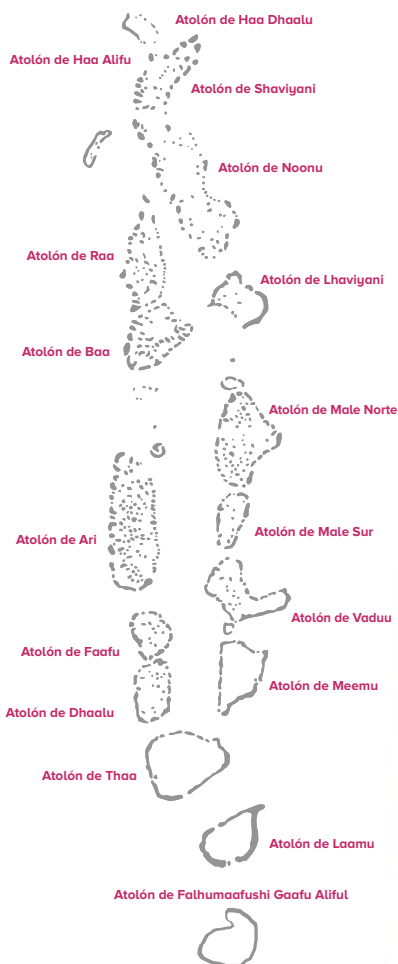 Atolón de Haa Dhaalu
Atolón de Haa Alifu
Atolón de Shaviyani
Atolón de Noonu
Atolón de Raa
Atolón de Lhaviyani
Atolón de Baa
Atolón de Male Norte
Atolón de Male Sur
Atolón de Ari
Atolón de Vaduu
Atolón de Faafu
Atolón de Meemu
Atolón de Dhaalu
Atolón de Thaa
Atolón de Laamu
Atolón de Falhumaafushi Gaafu Aliful